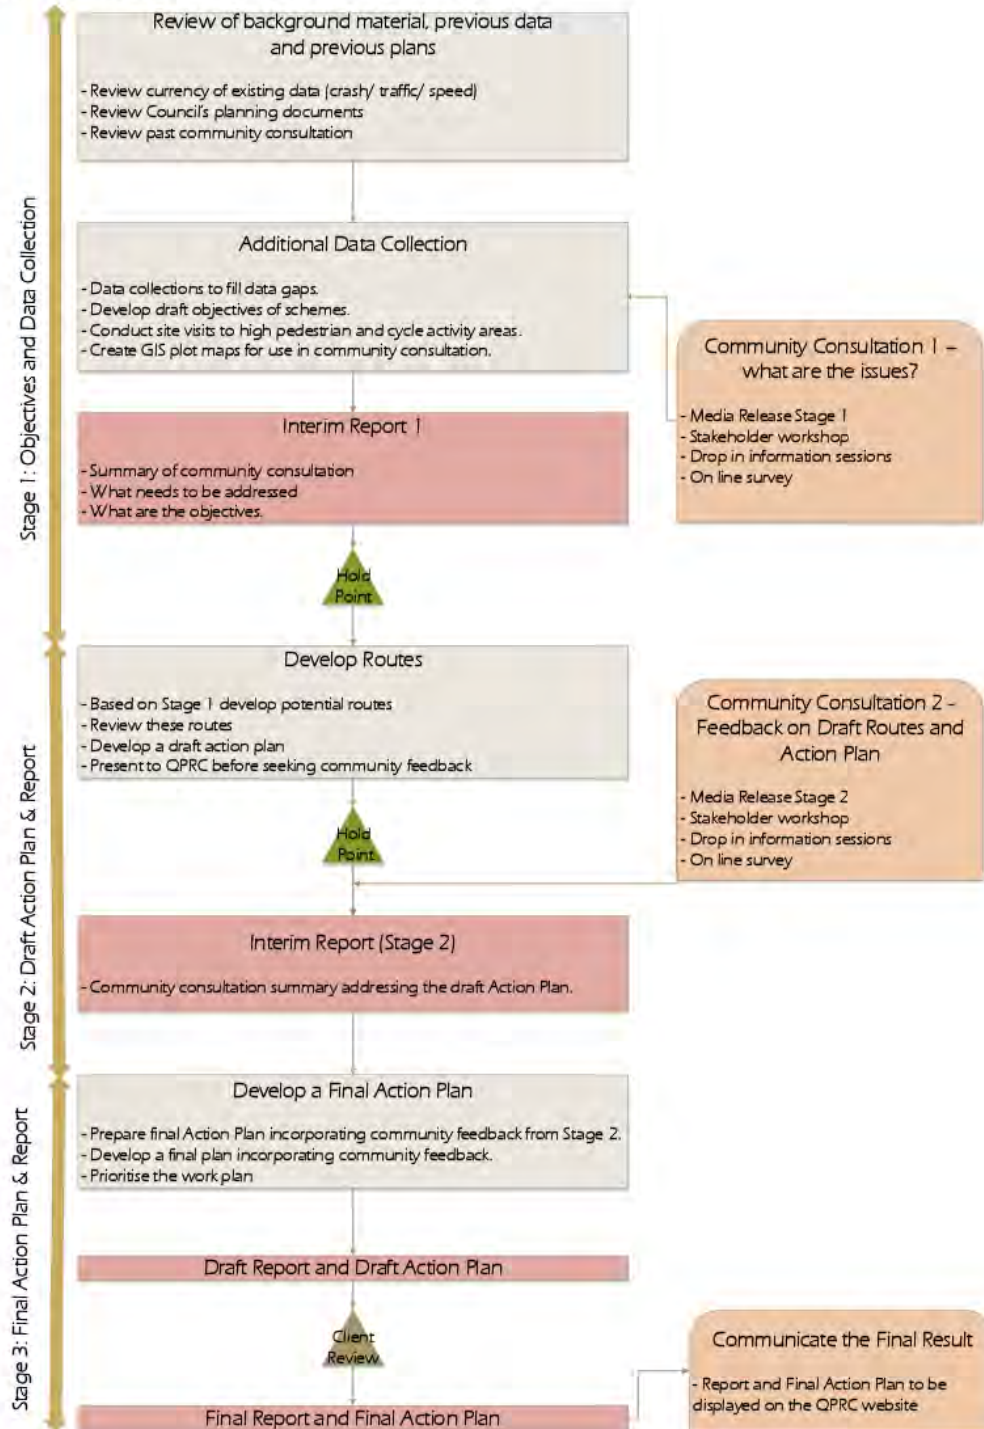 Stage 1: Objectives and Data Collection
Review of background material, previous data
and previous plans
- Review currency of existing data (crash/ traffic/ speed)
- Review Council's planning documents
- Review past community consultation
Additional Data Collection
- Data collections to fill data gaps.
- Develop draft objectives of schemes.
- Conduct site visits to high pedestrian and cycle activity areas.
- Create GIS plot maps for use in community consultation.
Community Consultation 1 –
what are the issues?
- Media Release Stage 1
- Stakeholder workshop
- Drop in information sessions
- On line survey
Interim Report 1
- Summary of community consultation
- What needs to be addressed
- What are the objectives.
Hold
Point
Stage 2: Draft Action Plan & Report
Develop Routes
- Based on Stage 1 develop potential routes
- Review these routes
- Develop a draft action plan
- Present to QPRC before seeking community feedback
Community Consultation 2 -
Feedback on Draft Routes and
Action Plan
- Media Release Stage 2
- Stakeholder workshop
- Drop in information sessions
- On line survey
Hold
Point
Interim Report (Stage 2)
- Community consultation summary addressing the draft Action Plan.
Stage 3: Final Action Plan & Report
Develop a Final Action Plan
- Prepare final Action Plan incorporating community feedback from Stage 2.
- Develop a final plan incorporating community feedback.
- Prioritise the work plan
Draft Report and Draft Action Plan
Client
Review
Final Report and Final Action Plan
Communicate the Final Result
- Report and Final Action Plan to be
displayed on the QPRC website